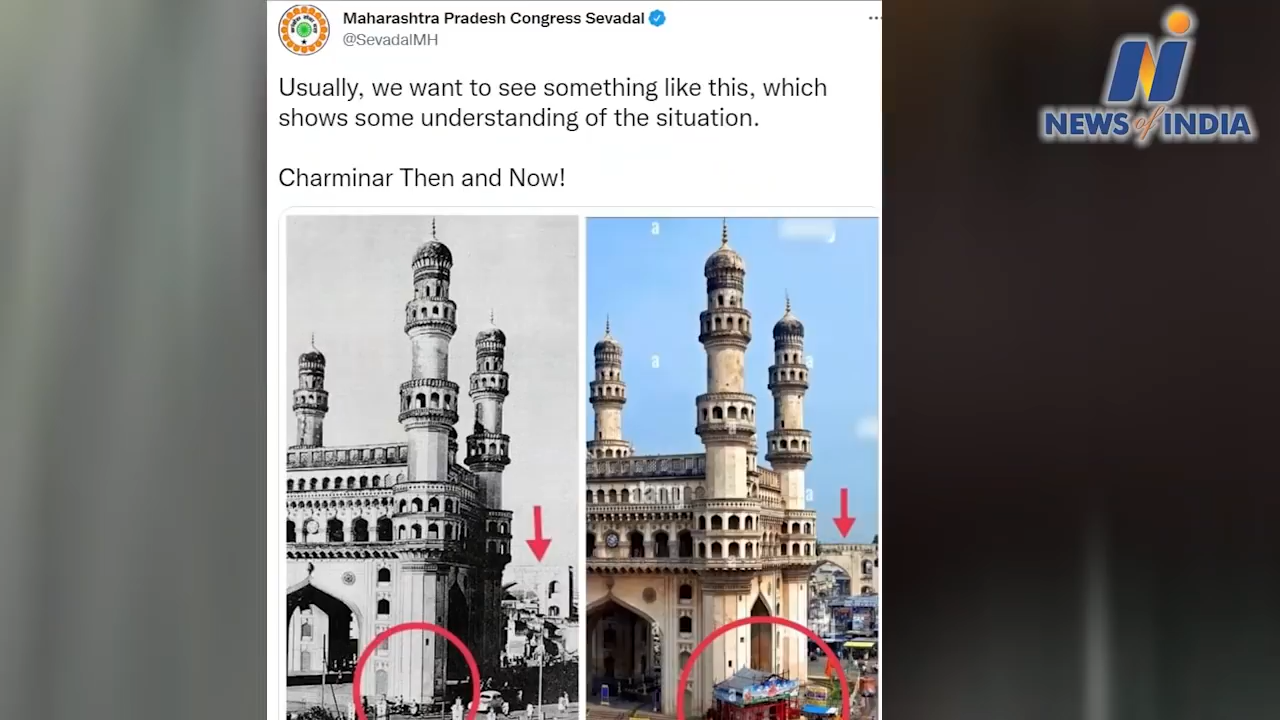 Maharashtra Pradesh Congress Sevadal
@SevadalMH
Usually, we want to see something like this, which
shows some understanding of the situation.
Charminar Then and Now!
NEWS of INDIA
a
a
a
a
a